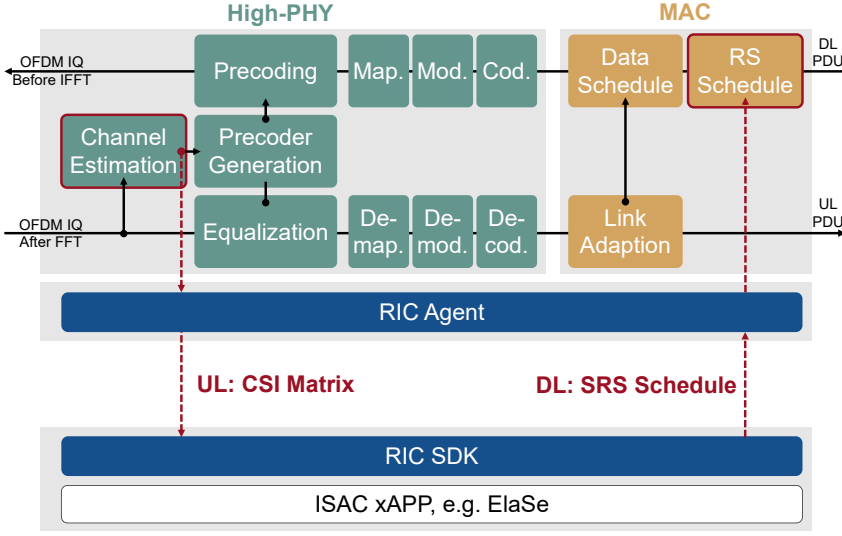 High-PHY
MAC
OFDM IQ
Before IFFT
Precoding
Map.
Mod.
Cod.
Data
Schedule
RS
Schedule
DL
PDU
Channel
Estimation
Precoder
Generation
OFDM IQ
After FFT
Equalization
De-
map.
De-
mod.
De-
cod.
Link
Adaption
UL
PDU
RIC Agent
UL: CSI Matrix
DL: SRS Schedule
RIC SDK
ISAC xAPP, e.g. ElaSe